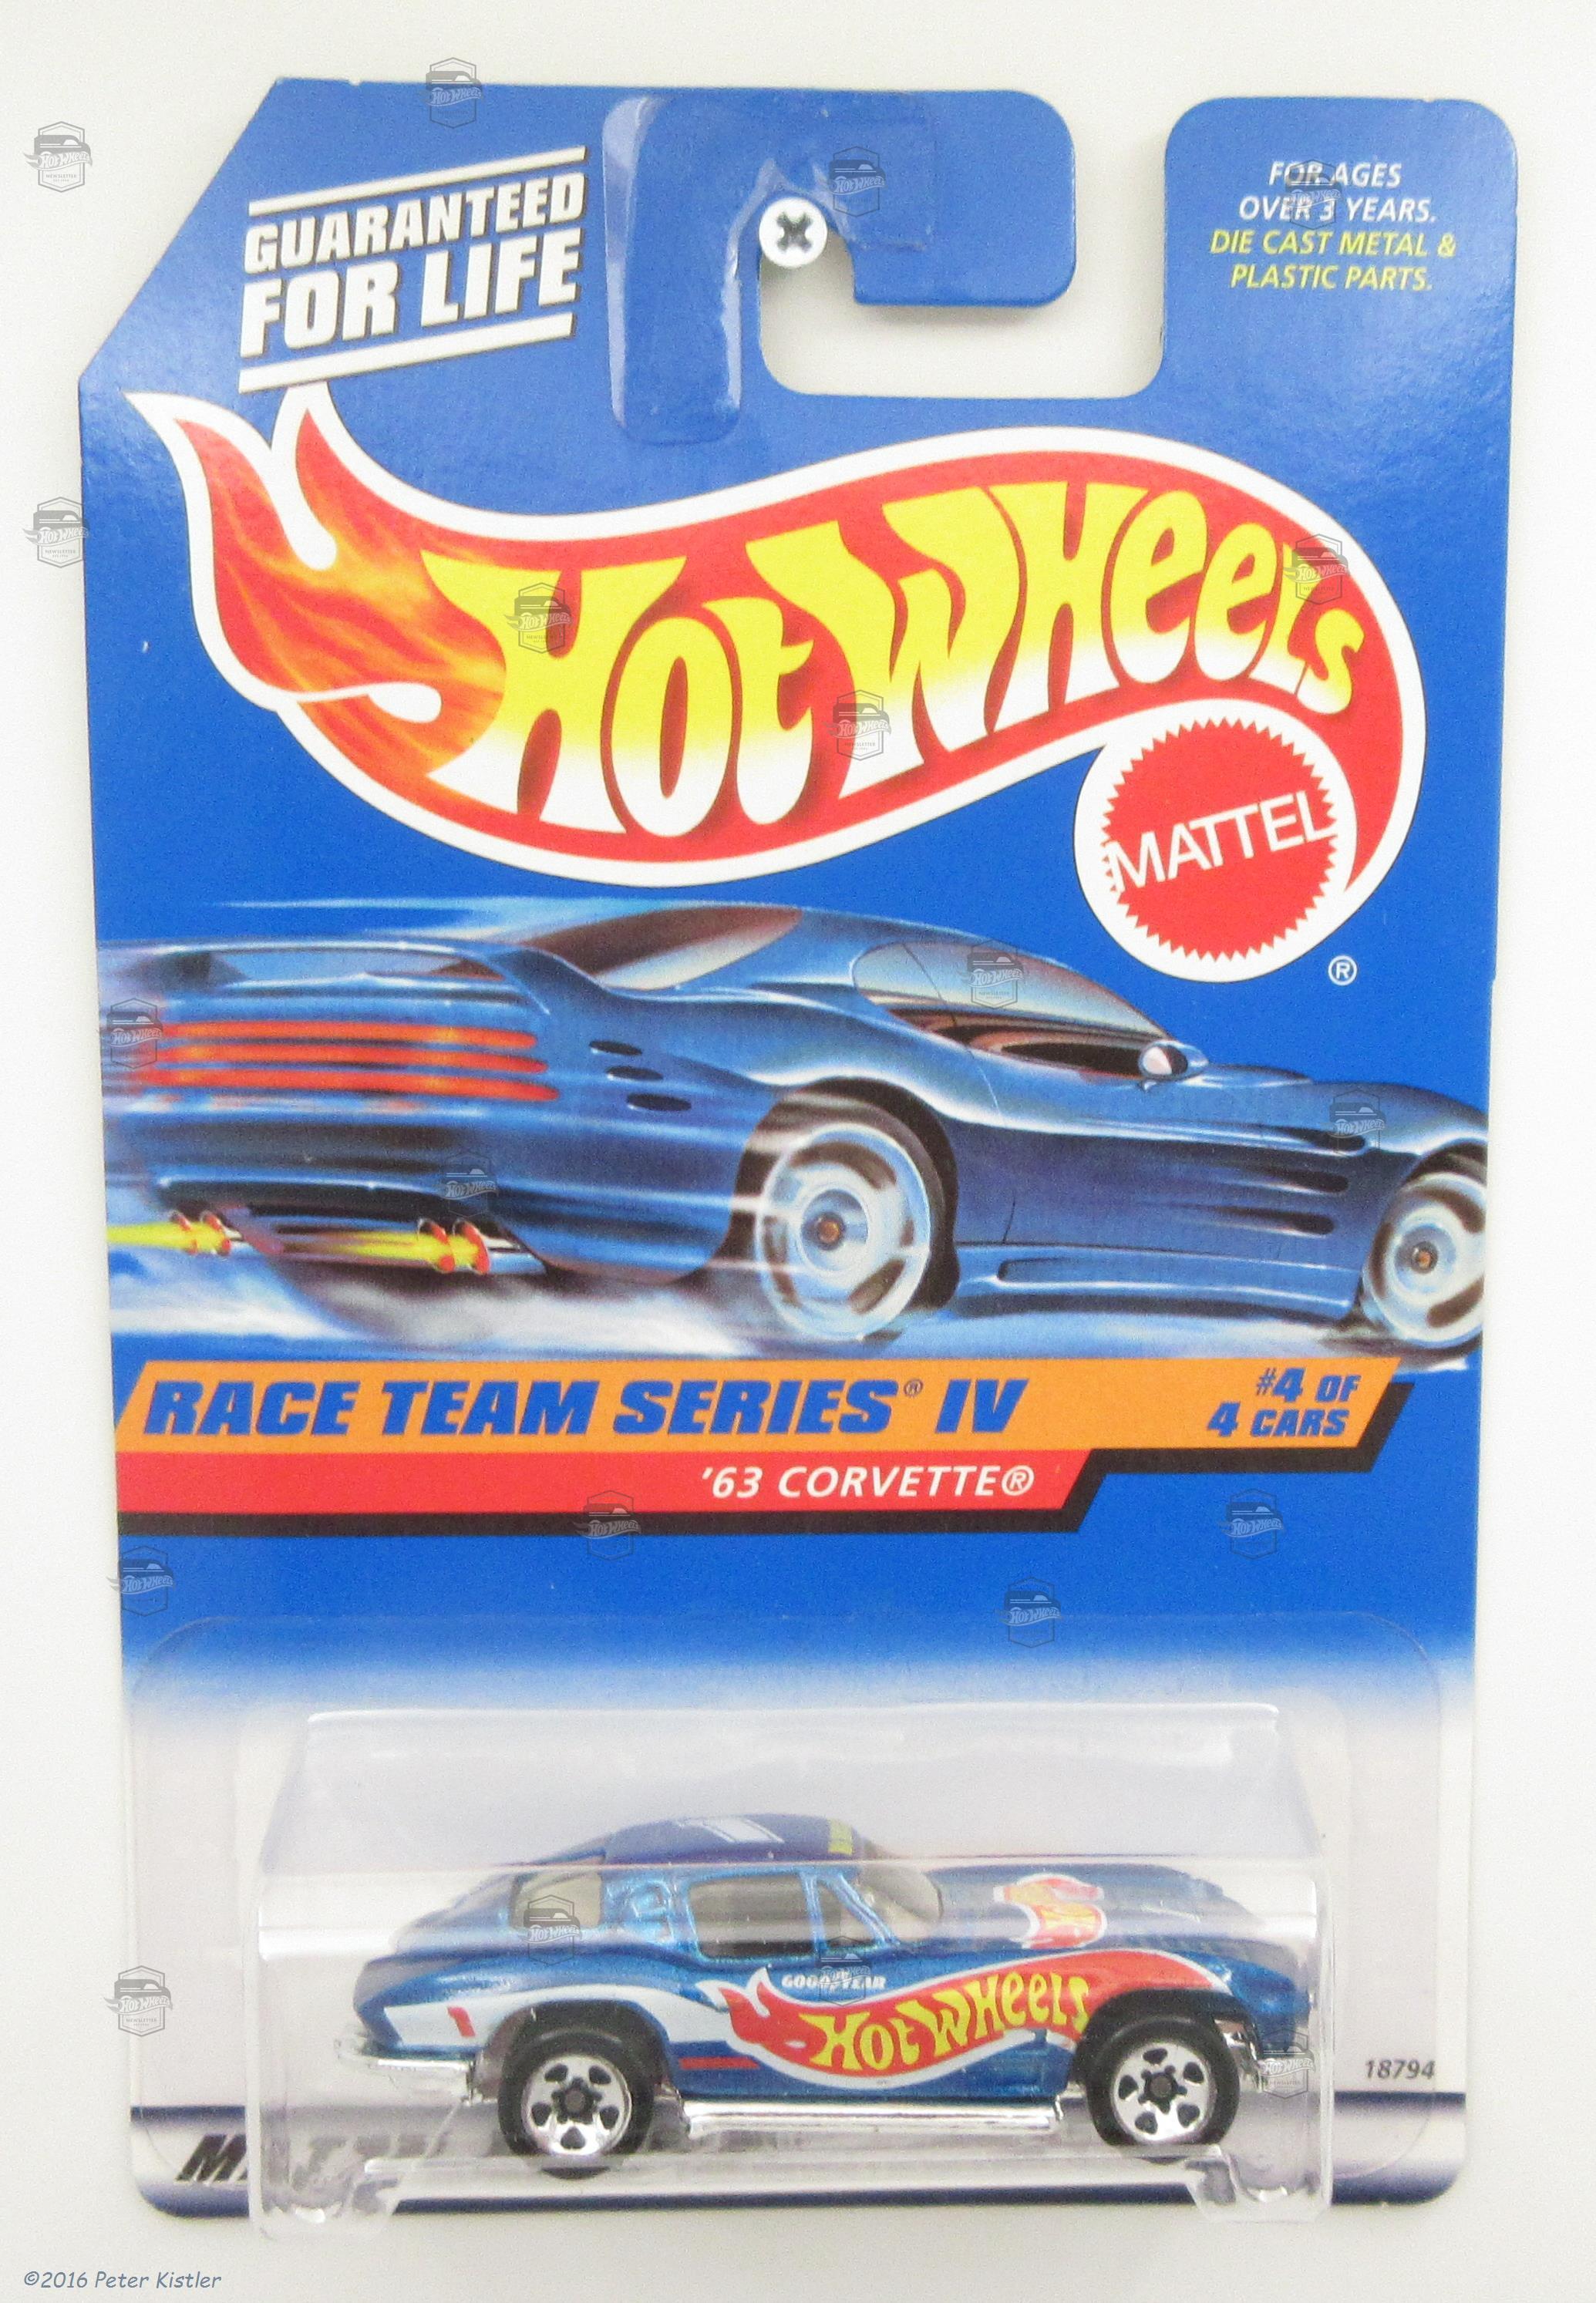 GUARANTEED
FOR LIFE
FOR AGES
OVER 3 YEARS.
DIE CAST METAL &
PLASTIC PARTS.
HOT WHEELS
MATTEL
®
RACE TEAM SERIES® IV
#4 OF
4 CARS
'63 CORVETTE®
GOODYEAR
HOT WHEELS
1
18794
©2016 Peter Kistler